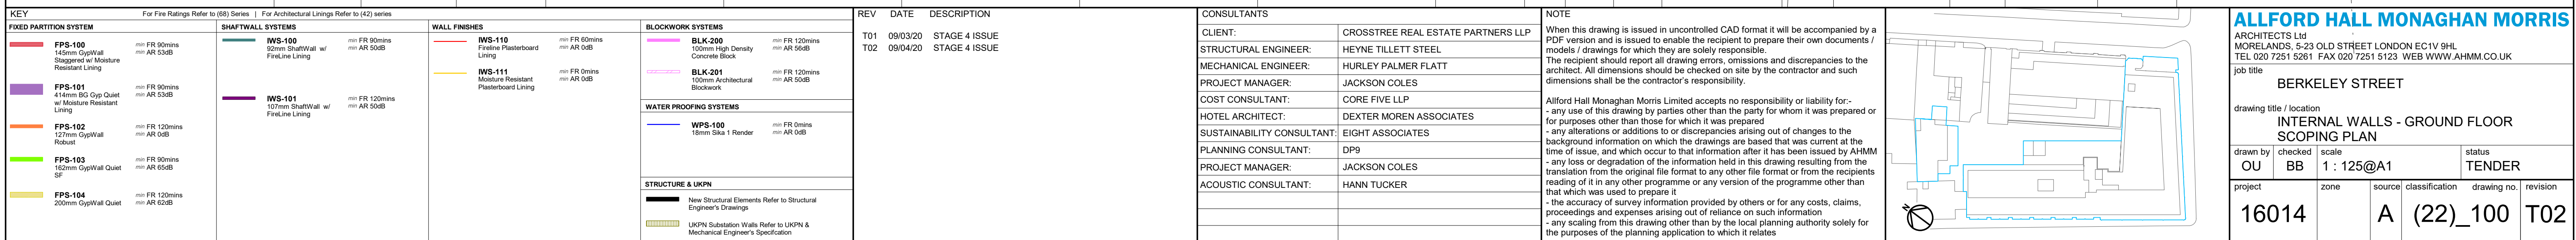 KEY
For Fire Ratings Refer to (68) Series | For Architectural Linings Refer to (42) series
FIXED PARTITION SYSTEM
FPS-100
145mm GypWall
Staggered w/ Moisture
Resistant Lining
min FR 90mins
min AR 53dB
FPS-101
414mm BG Gyp Quiet
w/ Moisture Resistant
Lining
min FR 90mins
min AR 53dB
FPS-102
127mm GypWall
Robust
min FR 120mins
min AR 0dB
FPS-103
162mm GypWall Quiet
SF
min FR 90mins
min AR 65dB
FPS-104
200mm GypWall Quiet
min FR 120mins
min AR 62dB
SHAFTWALL SYSTEMS
IWS-100
92mm ShaftWall w/
FireLine Lining
min FR 90mins
min AR 50dB
IWS-101
107mm ShaftWall w/
FireLine Lining
min FR 120mins
min AR 50dB
WALL FINISHES
IWS-110
Fireline Plasterboard
Lining
min FR 60mins
min AR 0dB
IWS-111
Moisture Resistant
Plasterboard Lining
min FR 0mins
min AR 0dB
BLOCKWORK SYSTEMS
BLK-200
100mm High Density
Concrete Block
min FR 120mins
min AR 56dB
BLK-201
100mm Architectural
Blockwork
min FR 120mins
min AR 50dB
WATER PROOFING SYSTEMS
WPS-100
18mm Sika 1 Render
min FR 0mins
min AR 0dB
STRUCTURE & UKPN
New Structural Elements Refer to Structural
Engineer's Drawings
UKPN Substation Walls Refer to UKPN &
Mechanical Engineer's Specifcation
REV DATE DESCRIPTION
T01 09/03/20 STAGE 4 ISSUE
T02 09/04/20 STAGE 4 ISSUE
CONSULTANTS
CLIENT: CROSSTREE REAL ESTATE PARTNERS LLP
STRUCTURAL ENGINEER: HEYNE TILLETT STEEL
MECHANICAL ENGINEER: HURLEY PALMER FLATT
PROJECT MANAGER: JACKSON COLES
COST CONSULTANT: CORE FIVE LLP
HOTEL ARCHITECT: DEXTER MOREN ASSOCIATES
SUSTAINABILITY CONSULTANT: EIGHT ASSOCIATES
PLANNING CONSULTANT: DP9
PROJECT MANAGER: JACKSON COLES
ACOUSTIC CONSULTANT: HANN TUCKER
NOTE
When this drawing is issued in uncontrolled CAD format it will be accompanied by a
PDF version and is issued to enable the recipient to prepare their own documents /
models / drawings for which they are solely responsible.
The recipient should report all drawing errors, omissions and discrepancies to the
architect. All dimensions should be checked on site by the contractor and such
dimensions shall be the contractor's responsibility.
Allford Hall Monaghan Morris Limited accepts no responsibility or liability for:-
- any use of this drawing by parties other than the party for whom it was prepared or
for purposes other than those for which it was prepared
- any alterations or additions to or discrepancies arising out of changes to the
background information on which the drawings are based that was current at the
time of issue, and which occur to that information after it has been issued by AHMM
- any loss or degradation of the information held in this drawing resulting from the
translation from the original file format to any other file format or from the recipients
reading of it in any other programme or any version of the programme other than
that which was used to prepare it
- the accuracy of survey information provided by others or for any costs, claims,
proceedings and expenses arising out of reliance on such information
- any scaling from this drawing other than by the local planning authority solely for
the purposes of the planning application to which it relates
N
ALLFORD HALL MONAGHAN MORRIS
ARCHITECTS Ltd
MORELANDS, 5-23 OLD STREET LONDON EC1V 9HL
TEL 020 7251 5261 FAX 020 7251 5123 WEB WWW.AHMM.CO.UK
job title
BERKELEY STREET
drawing title / location
INTERNAL WALLS - GROUND FLOOR
SCOPING PLAN
drawn by checked scale status
OU BB 1 : 125@A1 TENDER
project zone source classification drawing no. revision
16014 A (22)_100 T02